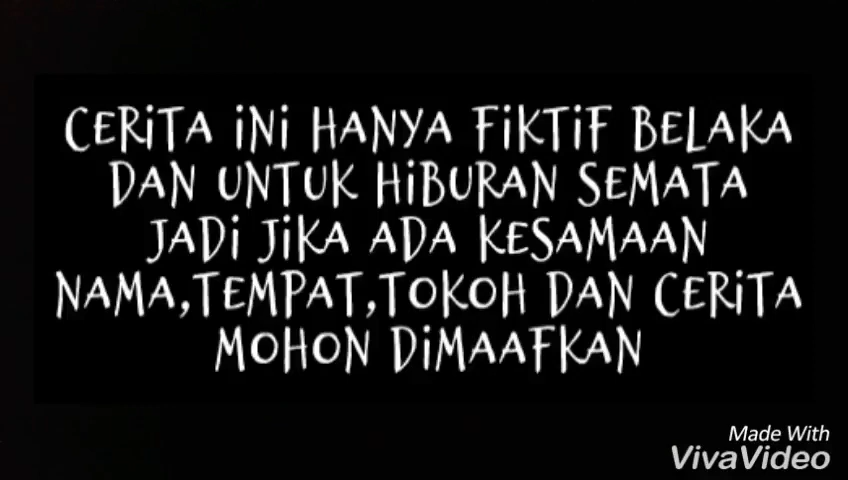 CERiTA iNi HANYA FiKTiF BELAKA
DAN UNTUK HiBURAN SEMATA
JADi JiKA ADA KESAMAAN
NAMA,TEMPAT,TOKOH DAN CERiTA
MOHON DiMAAFKAN
Made With
VivaVideo